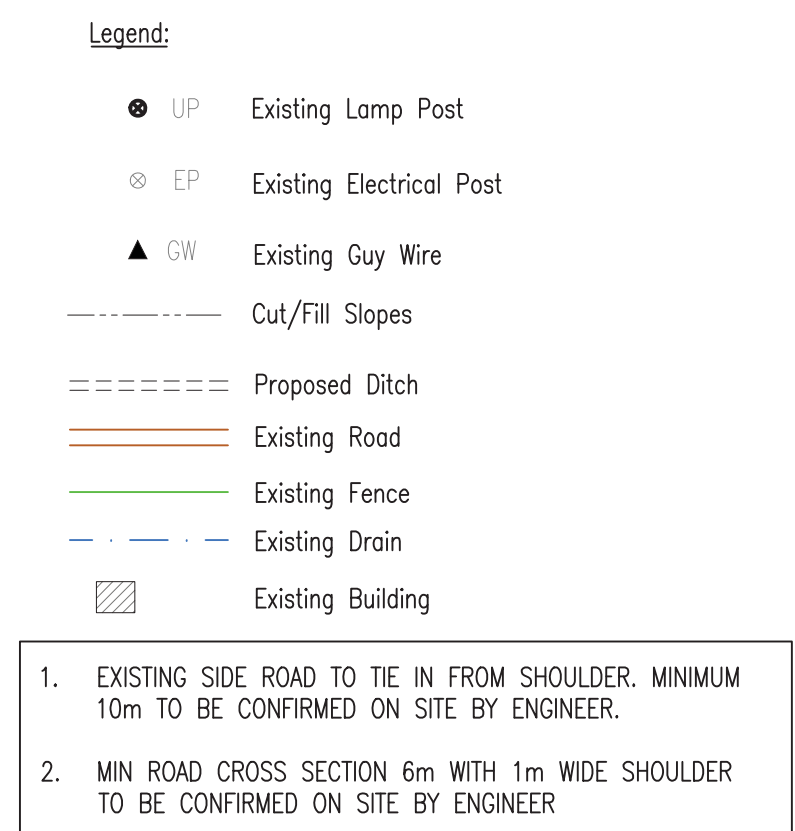 Legend:
UP Existing Lamp Post
EP Existing Electrical Post
GW Existing Guy Wire
Cut/Fill Slopes
Proposed Ditch
Existing Road
Existing Fence
Existing Drain
Existing Building
1. EXISTING SIDE ROAD TO TIE IN FROM SHOULDER. MINIMUM
10m TO BE CONFIRMED ON SITE BY ENGINEER.
2. MIN ROAD CROSS SECTION 6m WITH 1m WIDE SHOULDER
TO BE CONFIRMED ON SITE BY ENGINEER